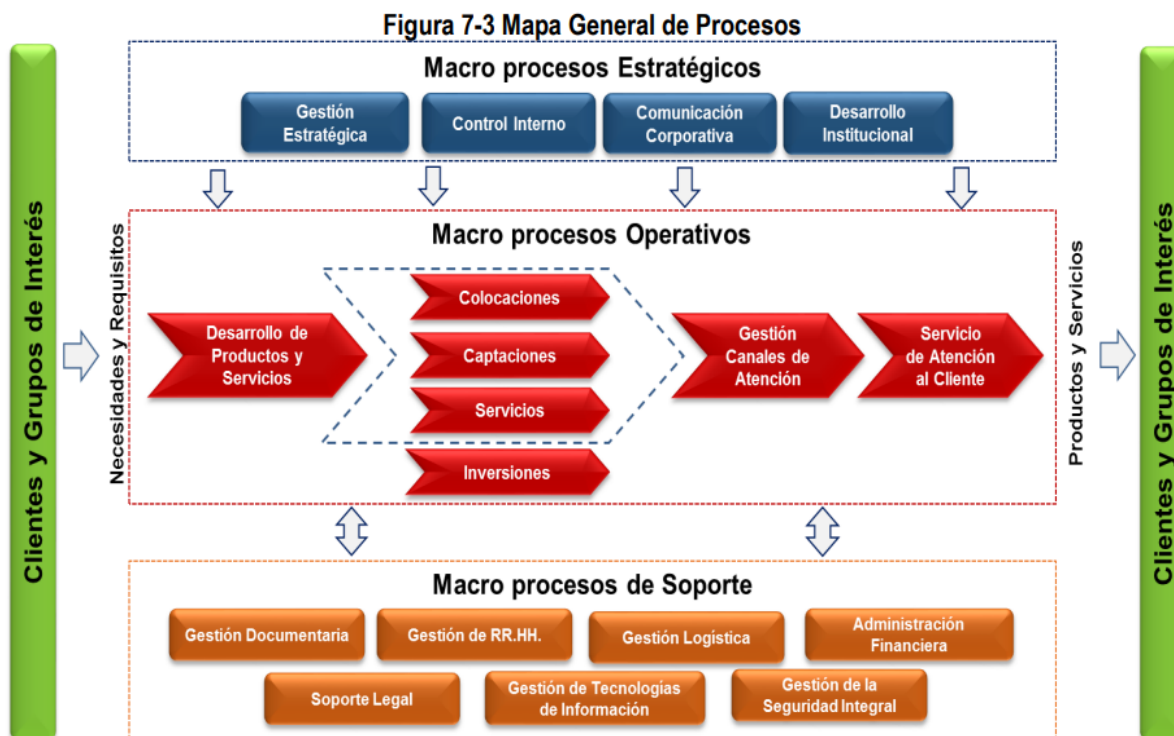 Figura 7-3 Mapa General de Procesos
Macro procesos Estratégicos
Gestión
Estratégica
Control Interno
Comunicación
Corporativa
Desarrollo
Institucional
Clientes y Grupos de Interés
Necesidades y Requisitos
Macro procesos Operativos
Desarrollo de
Productos y
Servicios
Colocaciones
Captaciones
Servicios
Inversiones
Gestión
Canales de
Atención
Servicio
de Atención
al Cliente
Productos y Servicios
Clientes y Grupos de Interés
Macro procesos de Soporte
Gestión Documentaria
Gestión de RR.HH.
Gestión Logística
Administración
Financiera
Soporte Legal
Gestión de Tecnologías
de Información
Gestión de la
Seguridad Integral